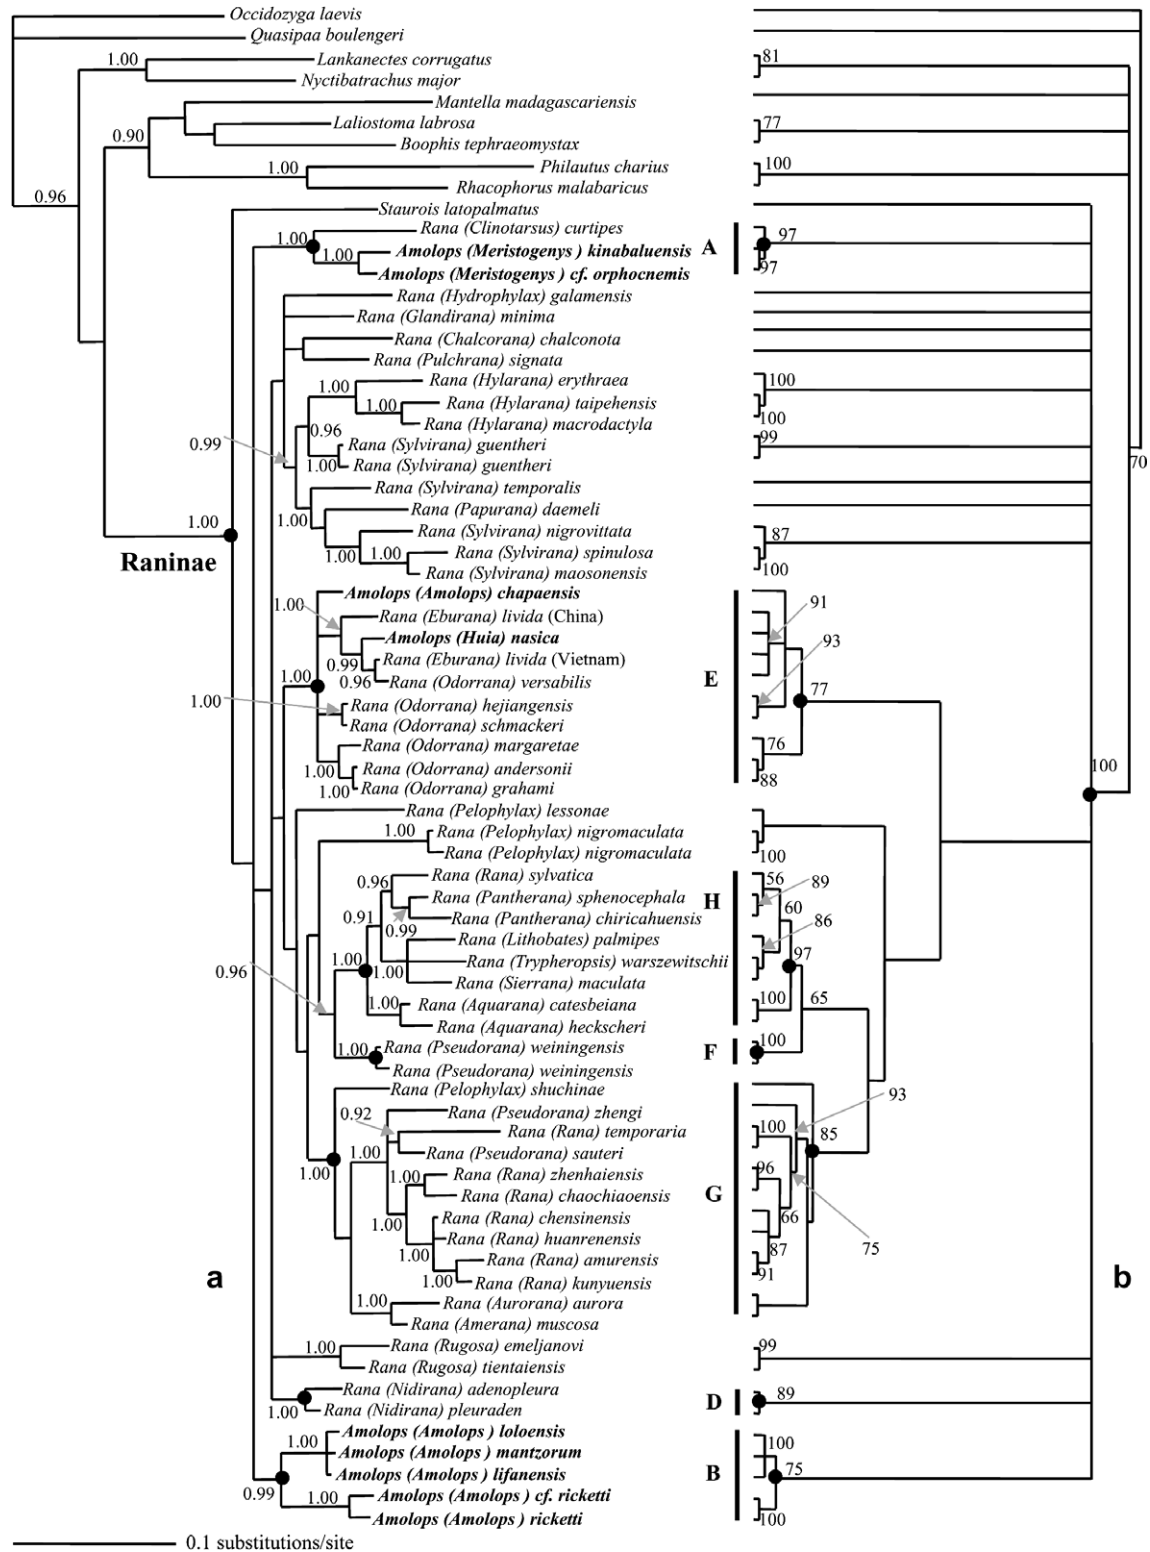 Occidozyga laevis
Quasipaa boulengeri
1.00
Lankanectes corrugatus
81
Nyctibatrachus major
Mantella madagascariensis
0.90
Laliostoma labrosa
77
Boophis tephraeomystax
1.00
Philautus charius
100
Rhacophorus malabaricus
0.96
Staurois latopalmatus
Rana (Clinotarsus) curtipes
1.00
1.00
Amolops (Meristogenys ) kinabaluensis
A
97
Amolops (Meristogenys ) cf. orphocnemis
97
Rana (Hydrophylax) galamensis
Rana (Glandirana) minima
Rana (Chalcorana) chalconota
Rana (Pulchrana) signata
1.00
Rana (Hylarana) erythraea
100
1.00
Rana (Hylarana) taipehensis
Rana (Hylarana) macrodactyla
100
0.99
0.96
Rana (Sylvirana) guentheri
99
1.00
Rana (Sylvirana) guentheri
70
Rana (Sylvirana) temporalis
1.00
Rana (Papurana) daemeli
1.00
Raninae
Rana (Sylvirana) nigrovittata
87
1.00
1.00
Rana (Sylvirana) spinulosa
Rana (Sylvirana) maosonensis
100
Amolops (Amolops) chapaensis
1.00
Rana (Eburana) livida (China)
91
Amolops (Huia) nasica
93
0.99
Rana (Eburana) livida (Vietnam)
1.00
0.96
Rana (Odorrana) versabilis
E
77
1.00
Rana (Odorrana) hejiangensis
Rana (Odorrana) schmackeri
Rana (Odorrana) margaretae
76
1.00
Rana (Odorrana) andersonii
100
1.00
Rana (Odorrana) grahami
88
Rana (Pelophylax) lessonae
1.00
Rana (Pelophylax) nigromaculata
Rana (Pelophylax) nigromaculata
100
0.96
Rana (Rana) sylvatica
56
89
Rana (Pantherana) sphenocephala
H
60
0.91
0.99
Rana (Pantherana) chiricahuensis
86
Rana (Lithobates) palmipes
97
0.96
1.00
1.00
Rana (Trypheropsis) warszewitschii
Rana (Sierrana) maculata
1.00
Rana (Aquarana) catesbeiana
100
65
Rana (Aquarana) heckscheri
1.00
Rana (Pseudorana) weiningensis
F
100
Rana (Pseudorana) weiningensis
Rana (Pelophylax) shuchinae
93
0.92
Rana (Pseudorana) zhengi
Rana (Rana) temporaria
100
85
1.00
1.00
Rana (Pseudorana) sauteri
1.00
Rana (Rana) zhenhaiensis
96
Rana (Rana) chaochiaoensis
G
1.00
Rana (Rana) chensinensis
66
Rana (Rana) huanrenensis
75
1.00
Rana (Rana) amurensis
87
a
1.00
Rana (Rana) kunyuensis
91
b
1.00
Rana (Aurorana) aurora
Rana (Amerana) muscosa
1.00
Rana (Rugosa) emeljanovi
99
Rana (Rugosa) tientaiensis
Rana (Nidirana) adenopleura
D
89
1.00
Rana (Nidirana) pleuraden
Amolops (Amolops ) loloensis
1.00
100
Amolops (Amolops ) mantzorum
Amolops (Amolops ) lifanensis
B
75
0.99
1.00
Amolops (Amolops ) cf. ricketti
Amolops (Amolops ) ricketti
100
0.1 substitutions/site